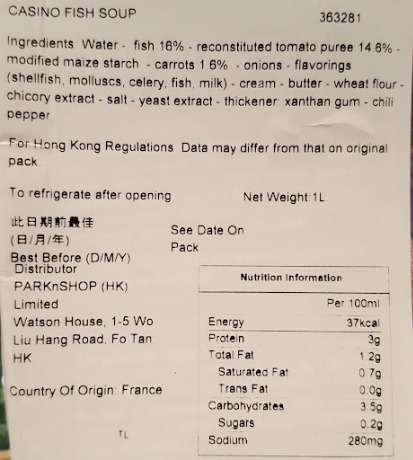 CASINO FISH SOUP
363281
Ingredients Water - fish 16% - reconstituted tomato puree 14.6% -
modified maize starch - carrots 1 6% - onions - flavorings
(shellfish, molluscs, celery, fish, milk) - cream - butter - wheat flour -
chicory extract - salt - yeast extract - thickener xanthan gum - chili
pepper
For Hong Kong Regulations Data may differ from that on original
pack
To refrigerate after opening
Net Weight:1L
此日期前最佳
(日/月/年)
Best Before (D/M/Y)
See Date On
Pack
Distributor
PARKnSHOP (HK)
Limited
Watson House, 1-5 Wo
Liu Hang Road, Fo Tan
HK
Country Of Origin: France
TL
Nutrition Information
Per 100ml
Energy 37kcal
Protein 3g
Total Fat 1 2g
Saturated Fat 0 7g
Trans Fat 0.0g
Carbohydrates 3.5g
Sugars 0.2g
Sodium 280mg